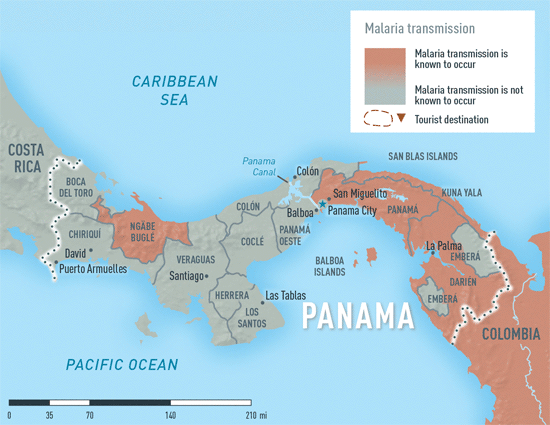 Malaria transmission
Malaria transmission is
known to occur
Malaria transmission is not
known to occur
Tourist destination
CARIBBEAN
SEA
COSTA
RICA
BOCA
DEL TORO
Panama
Canal
Colón
SAN BLAS ISLANDS
KUNA YALA
San Miguelito
Panama City
Balboa
PANAMÁ
COLÓN
NGÄBE
BUGLÉ
CHIRIQUÍ
David
Puerto Armuelles
VERAGUAS
COCLÉ
PANAMÁ
OESTE
Santiago
BALBOA
ISLANDS
La Palma
EMBERÁ
DARIÉN
EMBERÁ
HERRERA
Las Tablas
LOS
SANTOS
PANAMA
COLOMBIA
PACIFIC OCEAN
0 35 70 140 210 mi